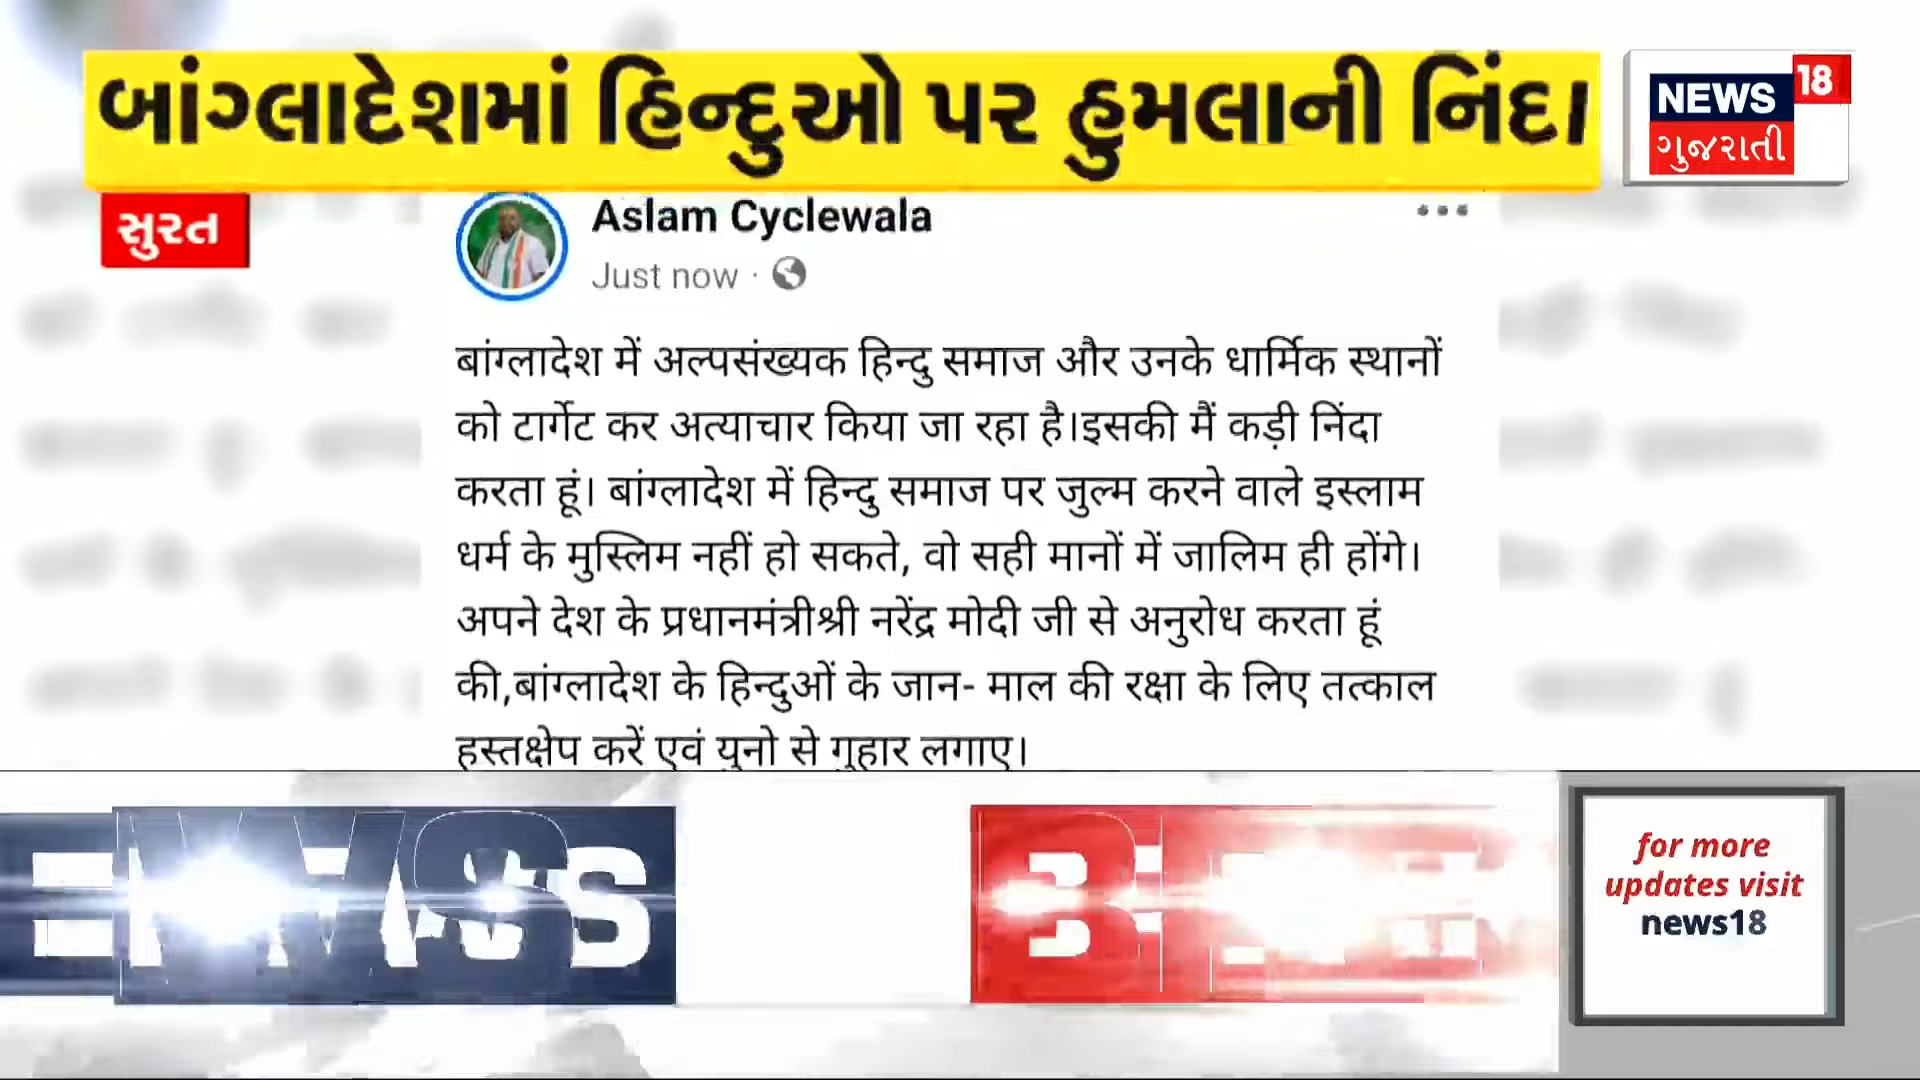 બાંગ્લાદેશમાં હિન્દુઓ પર હુમલાની નિંદા
NEWS 18
ગુજરાતી
સુરત
Aslam Cyclewala
Just now ·
बांग्लादेश में अल्पसंख्यक हिन्दु समाज और उनके धार्मिक स्थानों
को टार्गेट कर अत्याचार किया जा रहा है।इसकी मैं कड़ी निंदा
करता हूं। बांग्लादेश में हिन्दु समाज पर जुल्म करने वाले इस्लाम
धर्म के मुस्लिम नहीं हो सकते, वो सही मानों में जालिम ही होंगे।
अपने देश के प्रधानमंत्रीश्री नरेंद्र मोदी जी से अनुरोध करता हूं
की,बांग्लादेश के हिन्दुओं के जान- माल की रक्षा के लिए तत्काल
हस्तक्षेप करें एवं युनो से गुहार लगाए।
for more
updates visit
news18